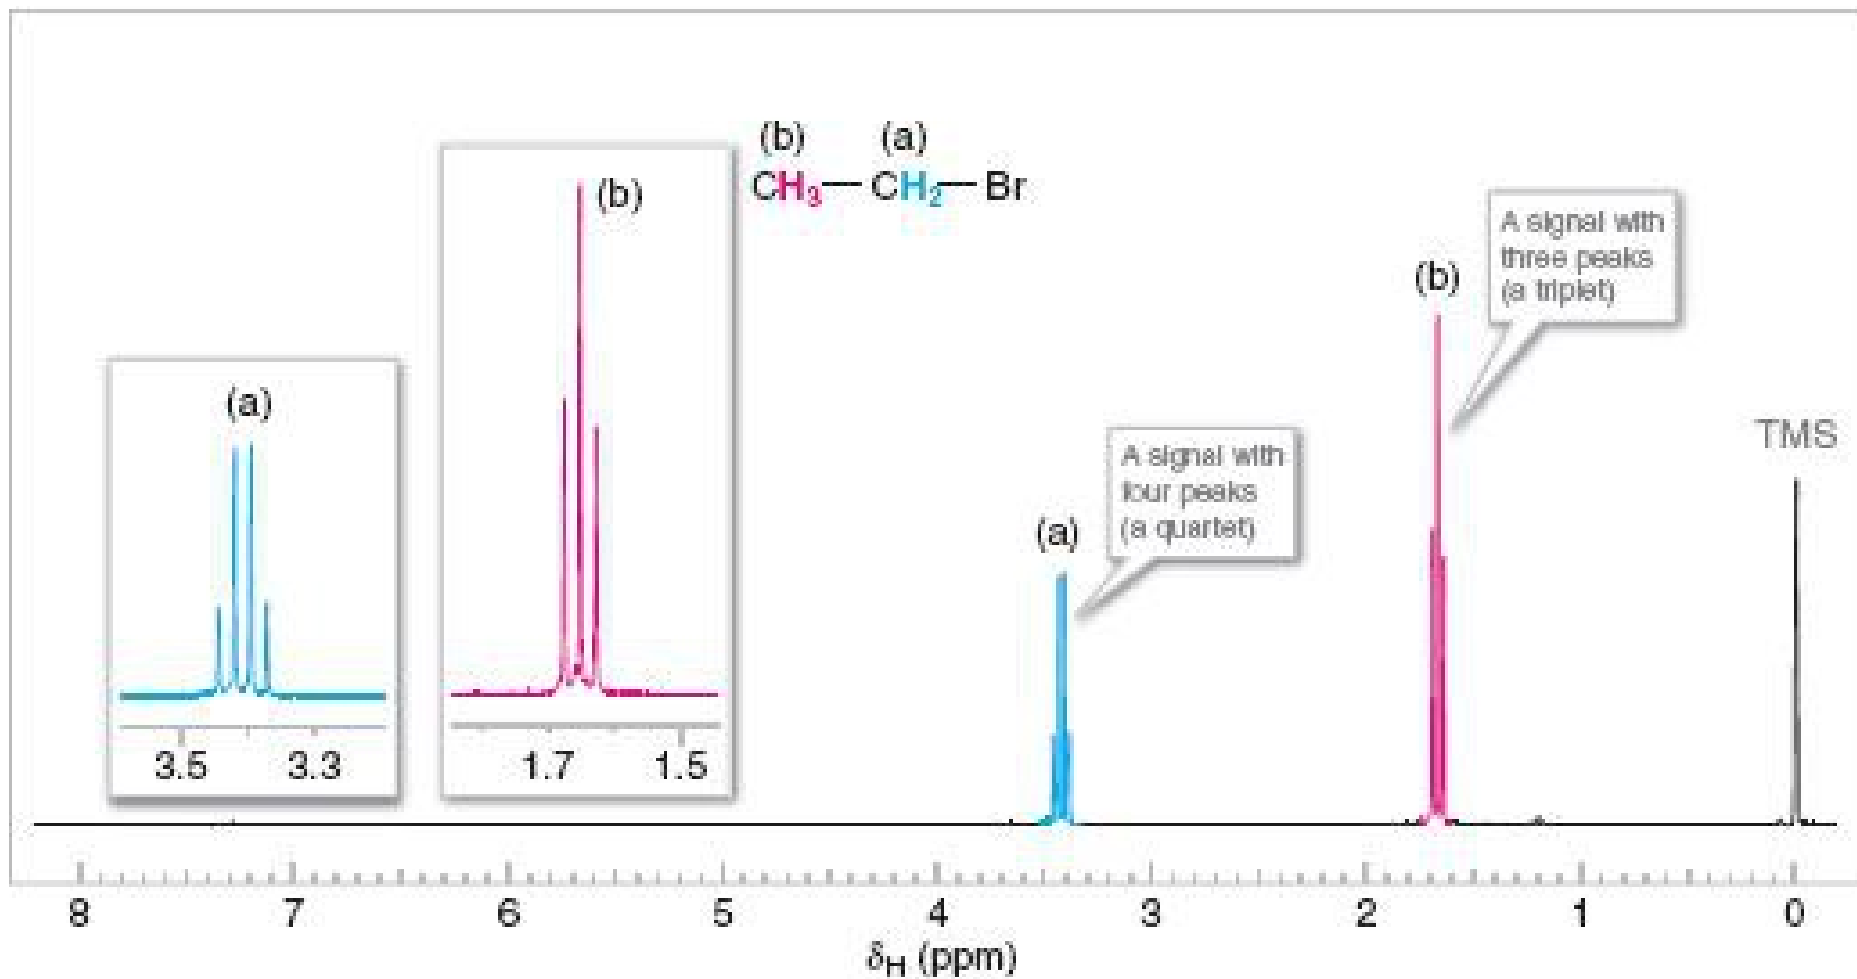 (b) (a)
CH₃—CH₂—Br
(b)
A signal with
three peaks
(a triplet)
(b)
(a)
TMS
A signal with
four peaks
(a quartet)
(a)
3.5 3.3
1.7 1.5
8 7 6 5 4 3 2 1 0
δH (ppm)